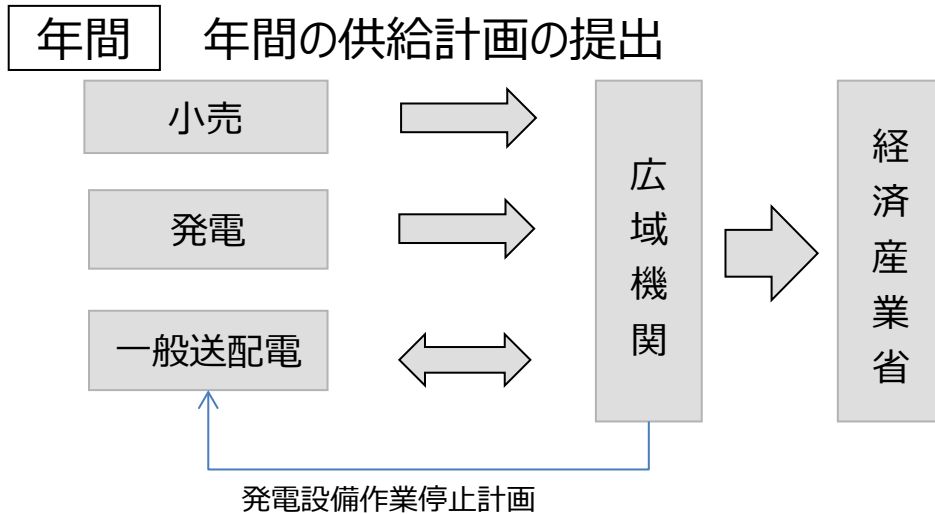 年間 年間の供給計画の提出
小売
発電
一般送配電
広域機関
経済産業省
発電設備作業停止計画